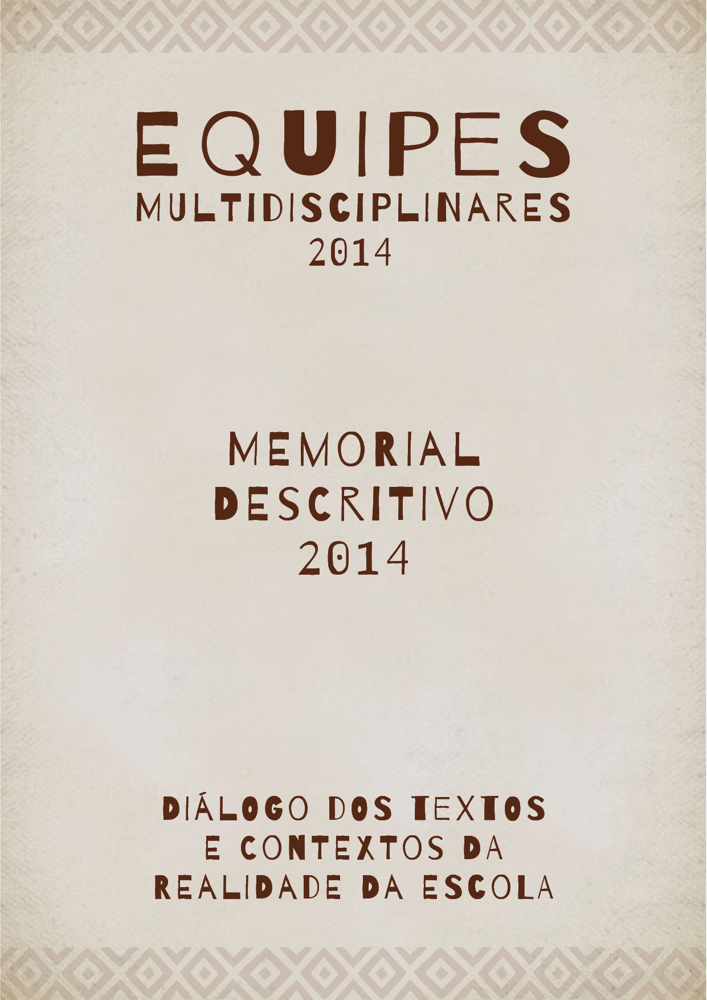 EQUIPES
MULTIDISCIPLINARES
2014
MEMORIAL
DESCRITIVO
2014
DIÁLOGO DOS TEXTOS
E CONTEXTOS DA
REALIDADE DA ESCOLA